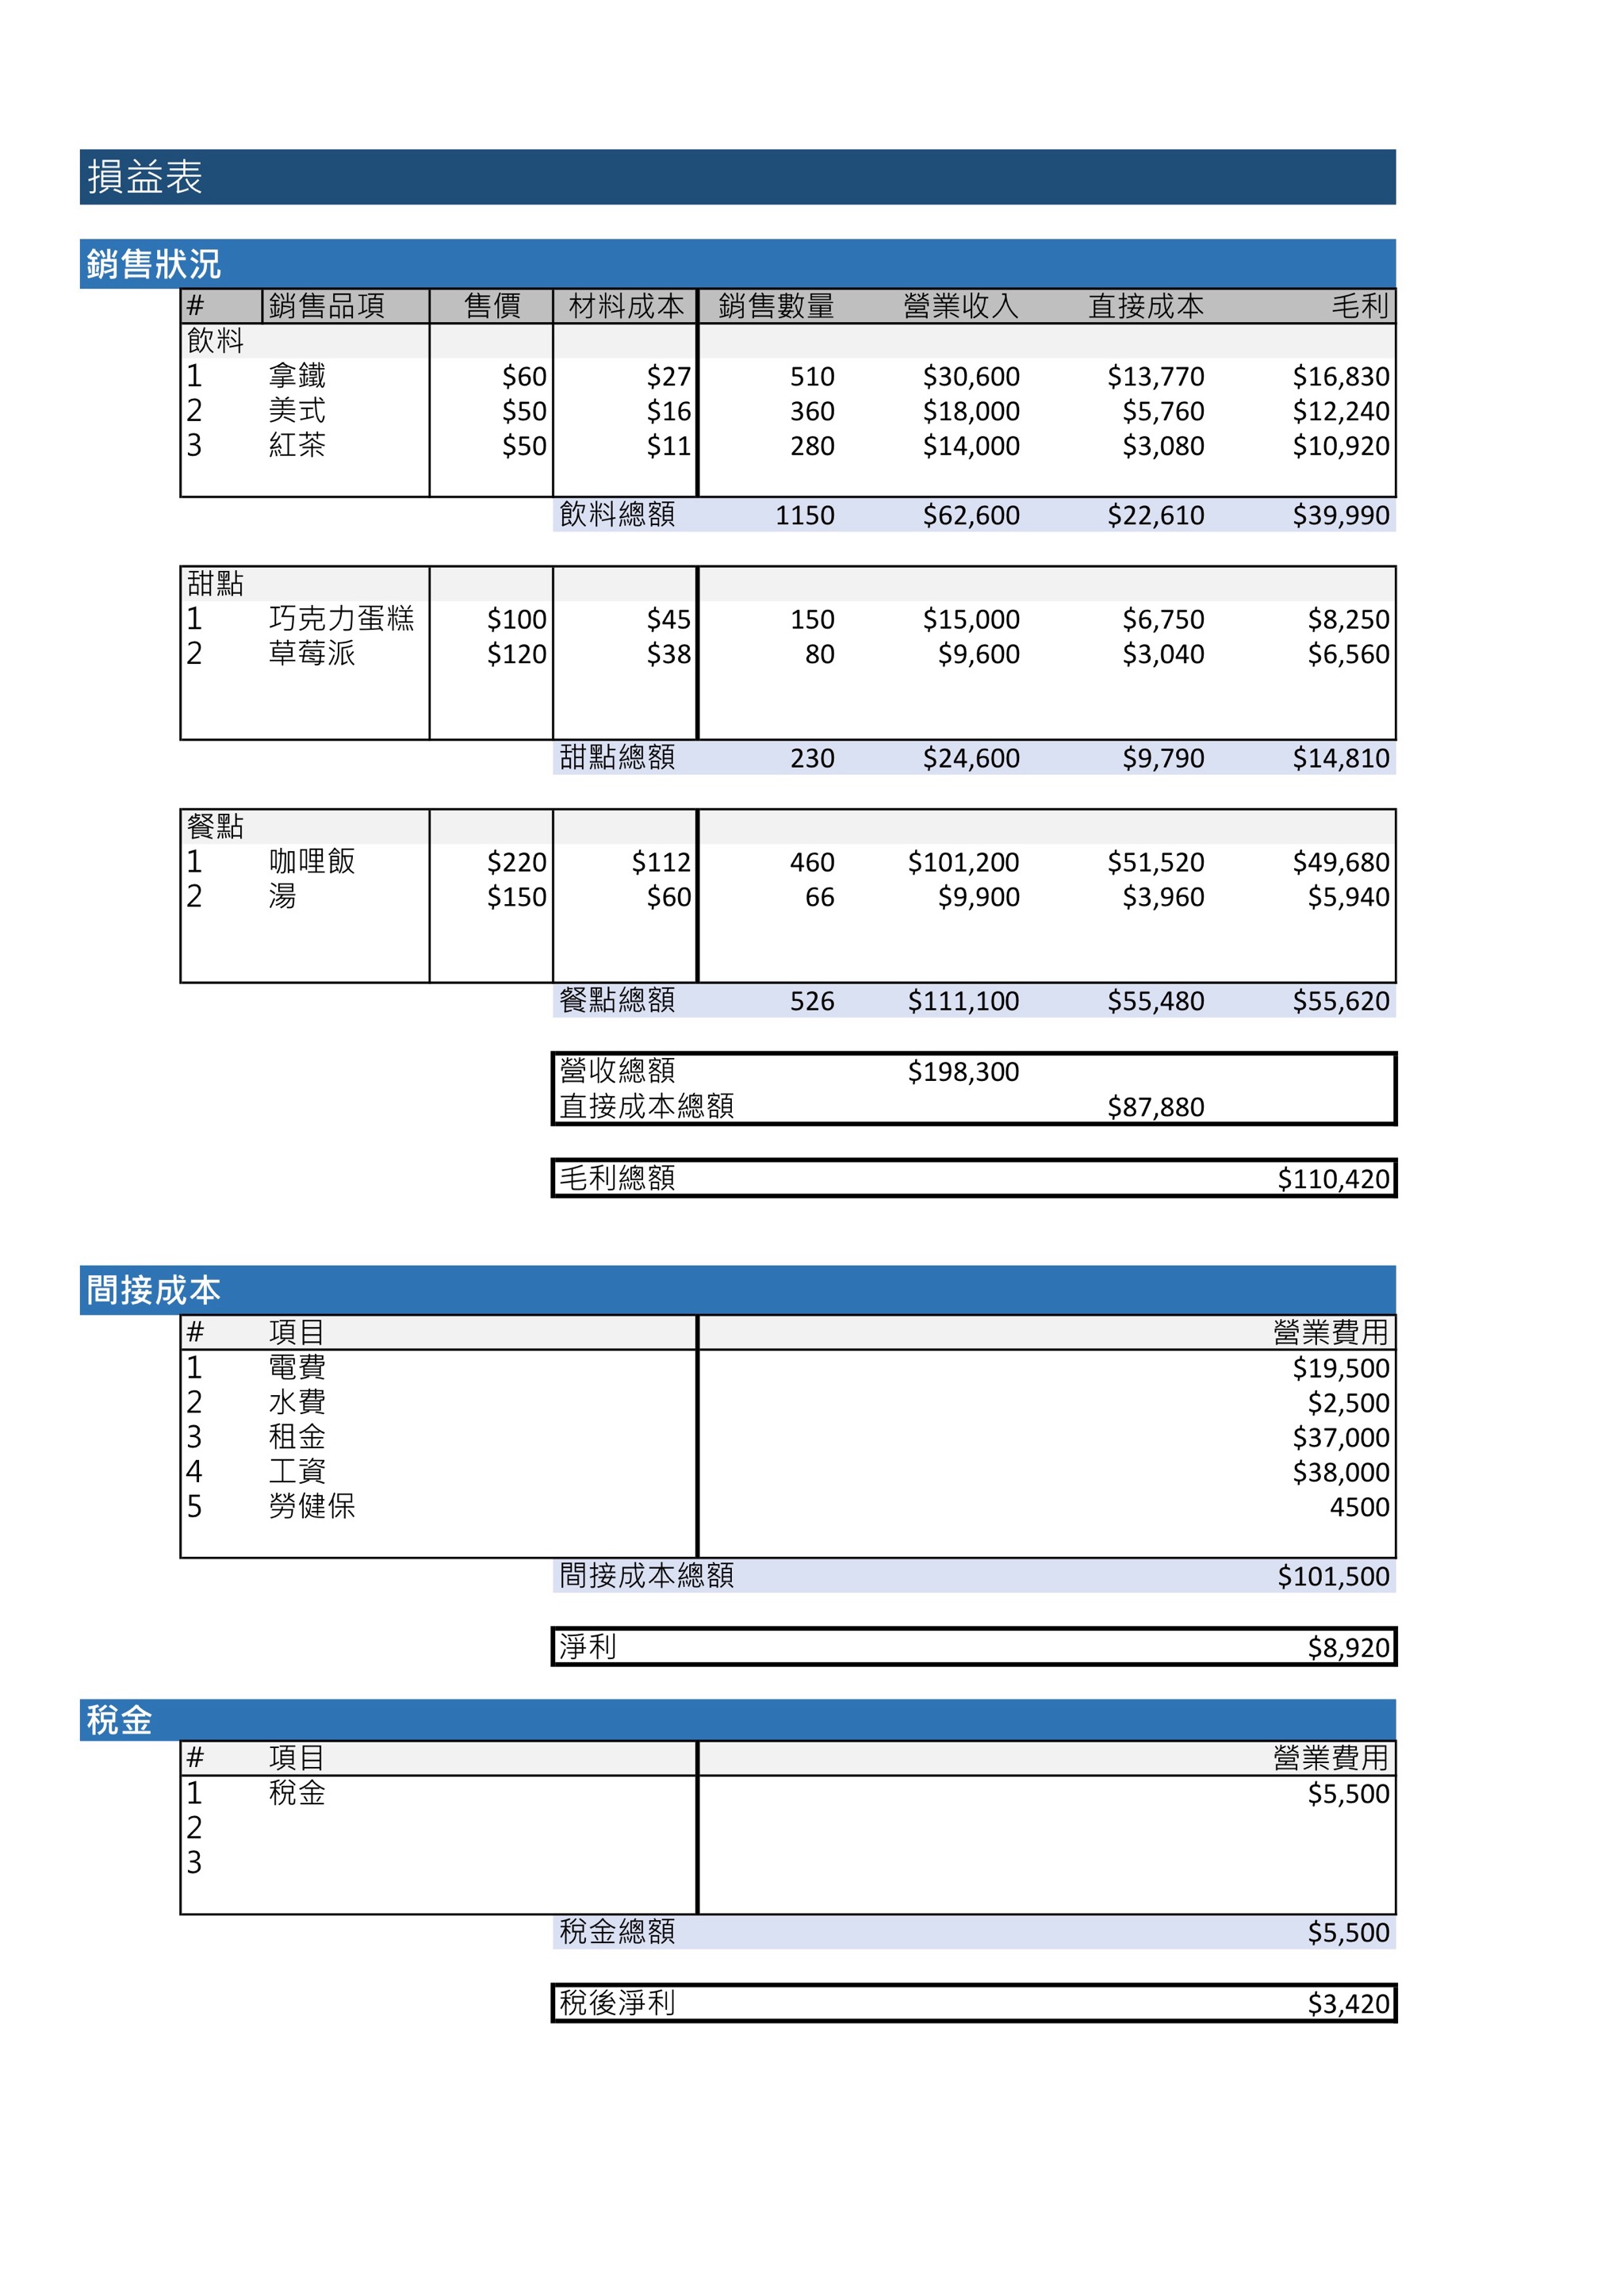 損益表
銷售狀況
# 銷售品項 售價 材料成本 銷售數量 營業收入 直接成本 毛利
飲料
1 拿鐵 $60 $27 510 $30,600 $13,770 $16,830
2 美式 $50 $16 360 $18,000 $5,760 $12,240
3 紅茶 $50 $11 280 $14,000 $3,080 $10,920
飲料總額 1150 $62,600 $22,610 $39,990
甜點
1 巧克力蛋糕 $100 $45 150 $15,000 $6,750 $8,250
2 草莓派 $120 $38 80 $9,600 $3,040 $6,560
甜點總額 230 $24,600 $9,790 $14,810
餐點
1 咖哩飯 $220 $112 460 $101,200 $51,520 $49,680
2 湯 $150 $60 66 $9,900 $3,960 $5,940
餐點總額 526 $111,100 $55,480 $55,620
營收總額 $198,300
直接成本總額 $87,880
毛利總額 $110,420
間接成本
# 項目 營業費用
1 電費 $19,500
2 水費 $2,500
3 租金 $37,000
4 工資 $38,000
5 勞健保 4500
間接成本總額 $101,500
淨利 $8,920
稅金
# 項目 營業費用
1 稅金 $5,500
2
3
稅金總額 $5,500
稅後淨利 $3,420